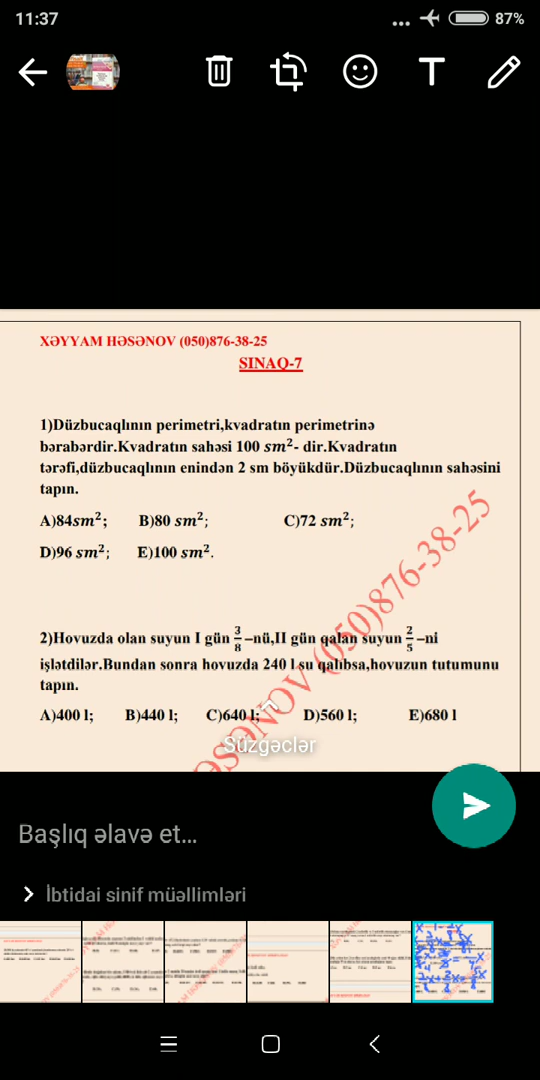 11:37
87%
T
XƏYYAM HƏSƏNOV (050)876-38-25
SINAQ-7
1)Düzbucaqlının perimetri,kvadratın perimetrinə
bərabərdir.Kvadratın sahəsi 100 sm²- dir.Kvadratın
tərəfi,düzbucaqlının enindən 2 sm böyükdür.Düzbucaqlının sahəsini
tapın.
A)84sm²; B)80 sm²; C)72 sm²;
D)96 sm²; E)100 sm².
2)Hovuzda olan suyun I gün 3/8 –nü,II gün qalan suyun 2/5 –ni
işlətdilər.Bundan sonra hovuzda 240 l su qalıbsa,hovuzun tutumunu
tapın.
A)400 l; B)440 l; C)640 l; D)560 l; E)680 l
ƏSƏNOV (050)876-38-25
Süzgəclər
Başlıq əlavə et...
İbtidai sinif müəllimləri